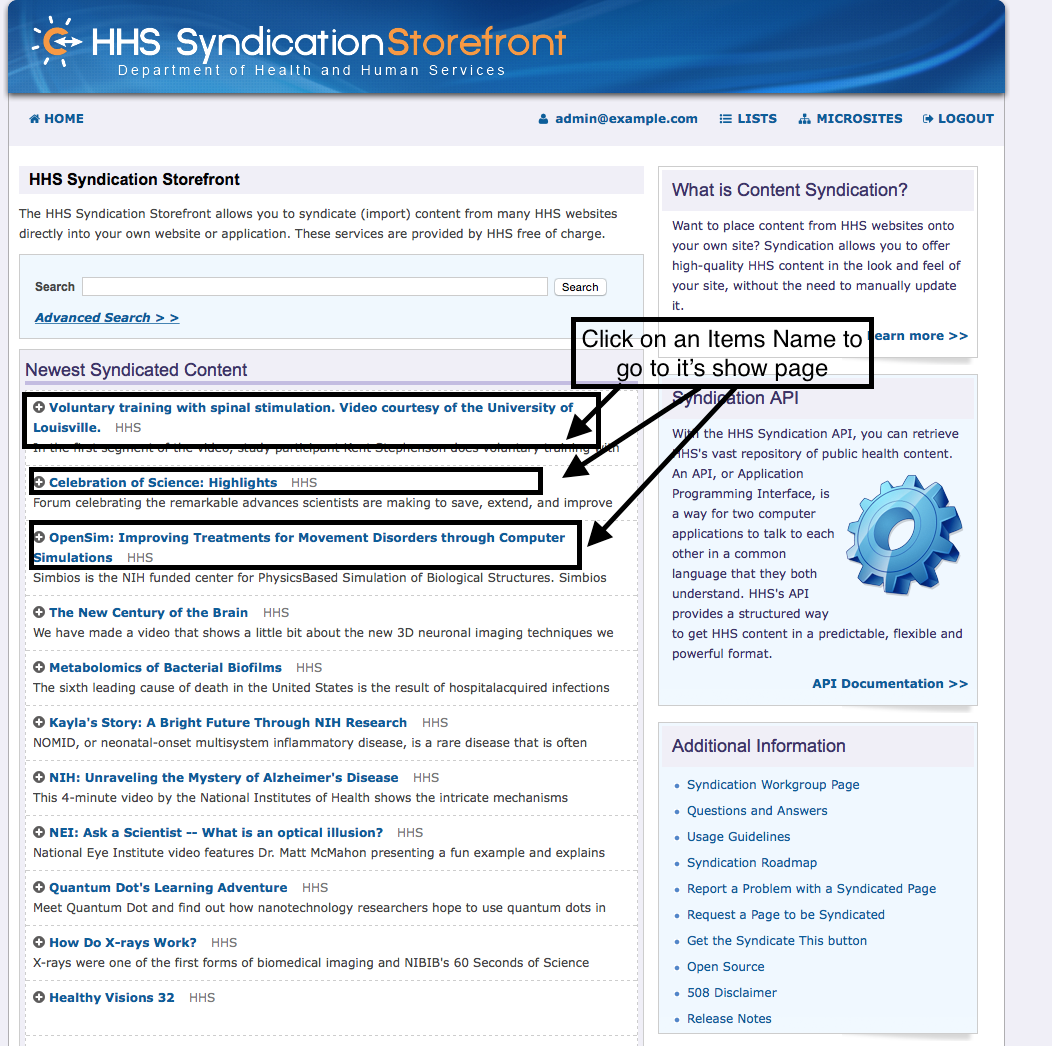 HHS SyndicationStorefront
Department of Health and Human Services
HOME
admin@example.com
LISTS
MICROSITES
LOGOUT
HHS Syndication Storefront
The HHS Syndication Storefront allows you to syndicate (import) content from many HHS websites
directly into your own website or application. These services are provided by HHS free of charge.
Search
Search
Advanced Search > >
Click on an Items Name to
go to it's show page
Newest Syndicated Content
Voluntary training with spinal stimulation. Video courtesy of the University of
Louisville. HHS
In the first segment of the video, study participant Kent Stephenson does voluntary training with
Celebration of Science: Highlights HHS
Forum celebrating the remarkable advances scientists are making to save, extend, and improve
OpenSim: Improving Treatments for Movement Disorders through Computer
Simulations HHS
Simbios is the NIH funded center for PhysicsBased Simulation of Biological Structures. Simbios
The New Century of the Brain HHS
We have made a video that shows a little bit about the new 3D neuronal imaging techniques we
Metabolomics of Bacterial Biofilms HHS
The sixth leading cause of death in the United States is the result of hospitalacquired infections
Kayla's Story: A Bright Future Through NIH Research HHS
NOMID, or neonatal-onset multisystem inflammatory disease, is a rare disease that is often
NIH: Unraveling the Mystery of Alzheimer's Disease HHS
This 4-minute video by the National Institutes of Health shows the intricate mechanisms
NEI: Ask a Scientist -- What is an optical illusion? HHS
National Eye Institute video features Dr. Matt McMahon presenting a fun example and explains
Quantum Dot's Learning Adventure HHS
Meet Quantum Dot and find out how nanotechnology researchers hope to use quantum dots in
How Do X-rays Work? HHS
X-rays were one of the first forms of biomedical imaging and NIBIB's 60 Seconds of Science
Healthy Visions 32 HHS
What is Content Syndication?
Want to place content from HHS websites onto
your own site? Syndication allows you to offer
high-quality HHS content in the look and feel of
your site, without the need to manually update
it.
Learn more >>
Syndication API
With the HHS Syndication API, you can retrieve
HHS's vast repository of public health content.
An API, or Application
Programming Interface, is
a way for two computer
applications to talk to each
other in a common
language that they both
understand. HHS's API
provides a structured way
to get HHS content in a predictable, flexible and
powerful format.
API Documentation >>
Additional Information
Syndication Workgroup Page
Questions and Answers
Usage Guidelines
Syndication Roadmap
Report a Problem with a Syndicated Page
Request a Page to be Syndicated
Get the Syndicate This button
Open Source
508 Disclaimer
Release Notes